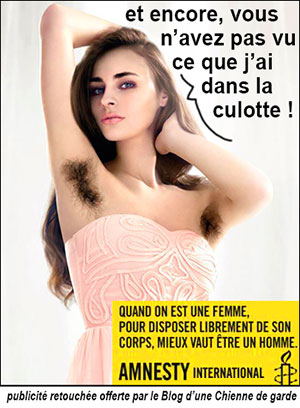 et encore, vous
n'avez pas vu
ce que j'ai
dans la
culotte !
QUAND ON EST UNE FEMME,
POUR DISPOSER LIBREMENT DE SON
CORPS, MIEUX VAUT ÊTRE UN HOMME.
AMNESTY INTERNATIONAL
publicité retouchée offerte par le Blog d'une Chienne de garde